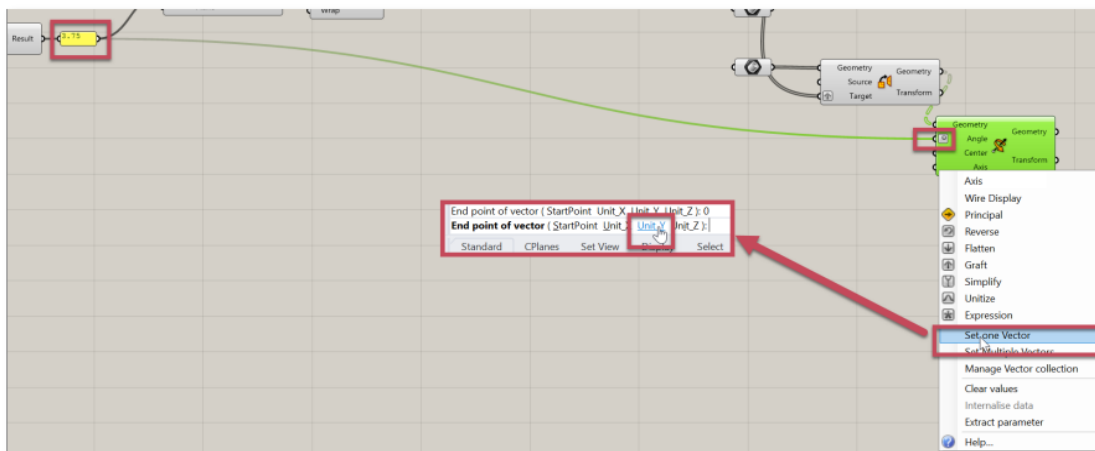 Wrap
Result
3.75
Geometry
Source
Target
Geometry
Transform
Geometry
Angle
Center
Axis
Geometry
Transform
Axis
Wire Display
Principal
Reverse
Flatten
Graft
Simplify
Unitize
Expression
Set one Vector
Set Multiple Vectors
Manage Vector collection
Clear values
Internalise data
Extract parameter
Help...
End point of vector ( StartPoint Unit_X Unit_Y Unit_Z ): 0
End point of vector ( StartPoint Unit_X Unit_Y Unit_Z ):
Standard CPlanes Set View Display Select